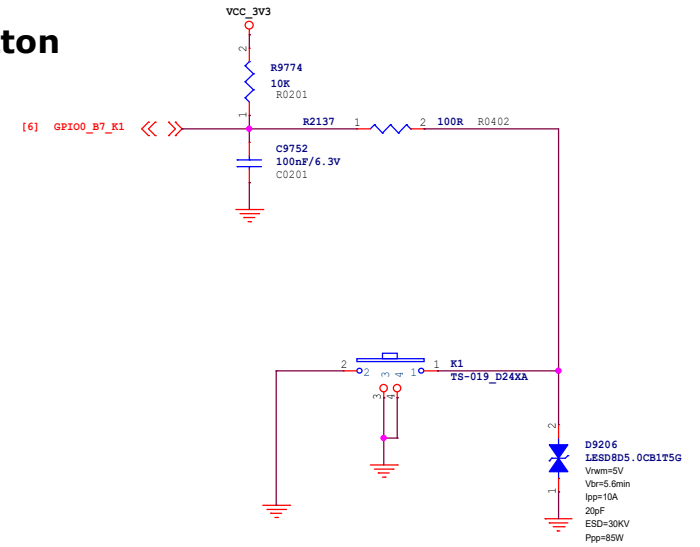 VCC_3V3
ton
2
R9774
10K
R0201
1
[6] GPIO0_B7_K1
R2137 1 2 100R R0402
C9752
100nF/6.3V
C0201
2 1 K1
2 3 4 1
TS-019_D24XA
3 4
2
D9206
LESD8D5.0CB1T5G
Vrwm=5V
Vbr=5.6min
1
Ipp=10A
20pF
ESD=30KV
Ppp=85W